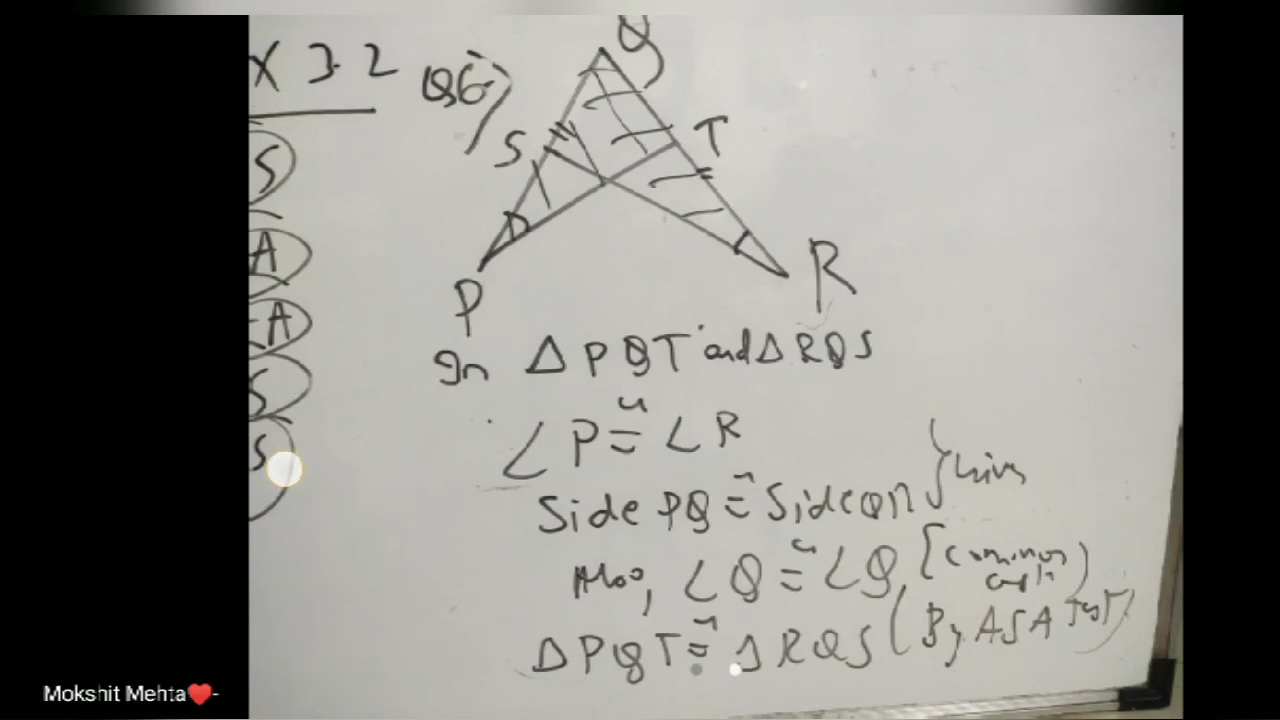 X 3.2 Q6)
Q
S
T
S
A
A
S
S
P
R
In Δ PQT and Δ RQS
∠P ≅ ∠R
Side PQ ≅ Side QR } Given
Also, ∠Q ≅ ∠Q, [Common angle)
Δ PQT ≅ Δ RQS (By ASA Test)
Mokshit Mehta❤️-